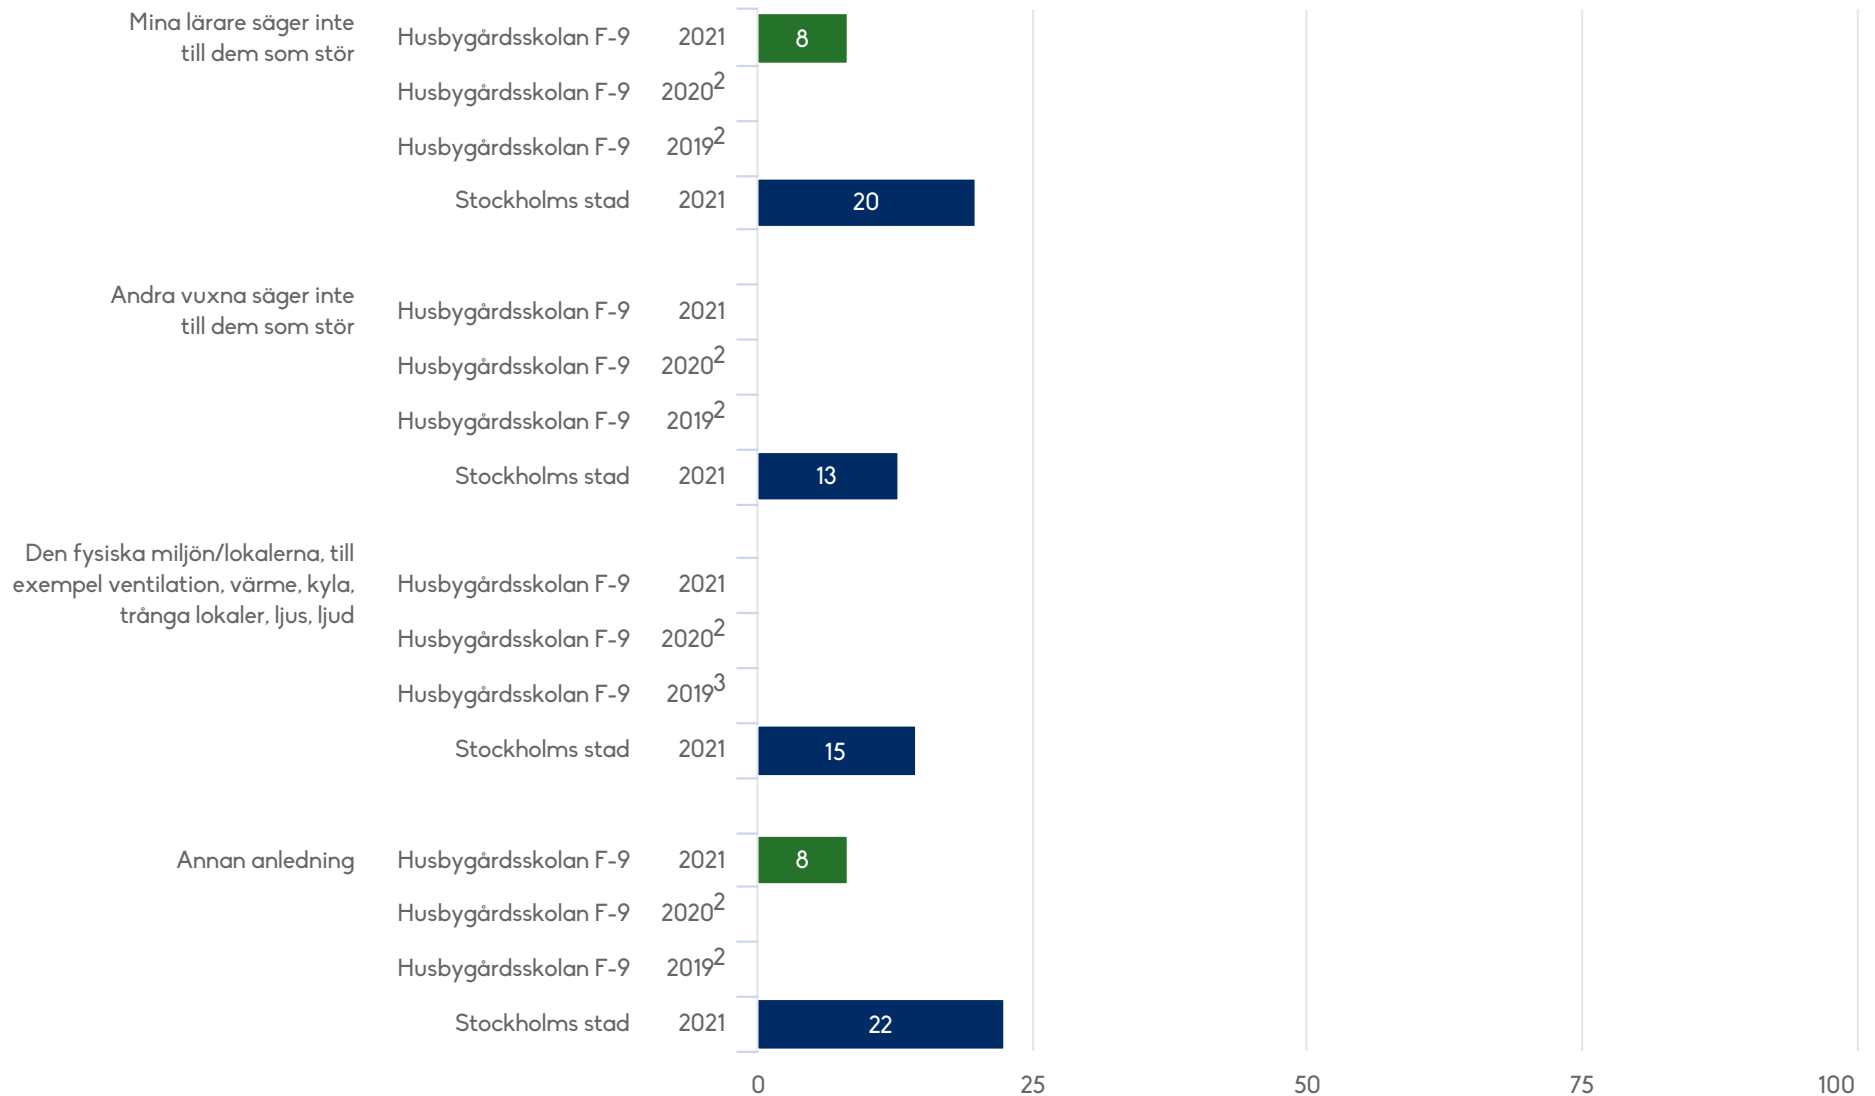 Mina lärare säger inte
till dem som stör
Husbygårdsskolan F-9 2021 8
Husbygårdsskolan F-9 2020²
Husbygårdsskolan F-9 2019²
Stockholms stad 2021 20
Andra vuxna säger inte
till dem som stör
Husbygårdsskolan F-9 2021
Husbygårdsskolan F-9 2020²
Husbygårdsskolan F-9 2019²
Stockholms stad 2021 13
Den fysiska miljön/lokalerna, till
exempel ventilation, värme, kyla,
trånga lokaler, ljus, ljud
Husbygårdsskolan F-9 2021
Husbygårdsskolan F-9 2020²
Husbygårdsskolan F-9 2019³
Stockholms stad 2021 15
Annan anledning Husbygårdsskolan F-9 2021 8
Husbygårdsskolan F-9 2020²
Husbygårdsskolan F-9 2019²
Stockholms stad 2021 22
0 25 50 75 100